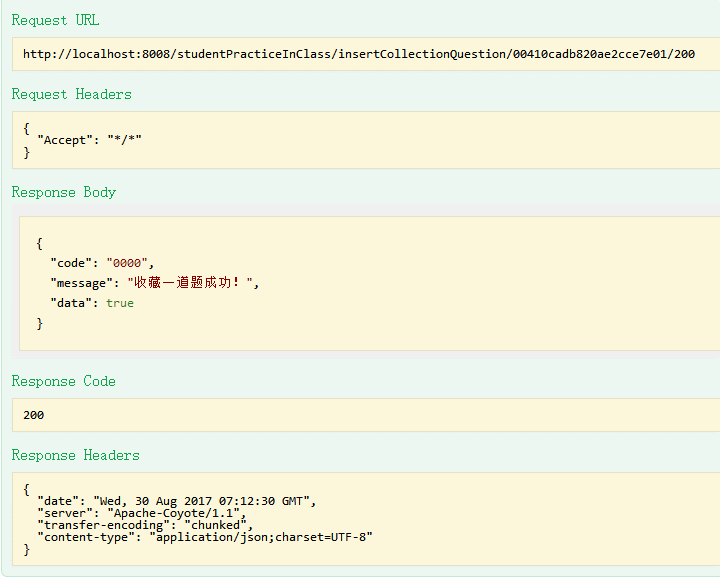 Request URL
http://localhost:8008/studentPracticeInClass/insertCollectionQuestion/00410cadb820ae2cce7e01/200
Request Headers
{
"Accept": "*/*"
}
Response Body
{
"code": "0000",
"message": "收藏一道题成功！",
"data": true
}
Response Code
200
Response Headers
{
"date": "Wed, 30 Aug 2017 07:12:30 GMT",
"server": "Apache-Coyote/1.1",
"transfer-encoding": "chunked",
"content-type": "application/json;charset=UTF-8"
}